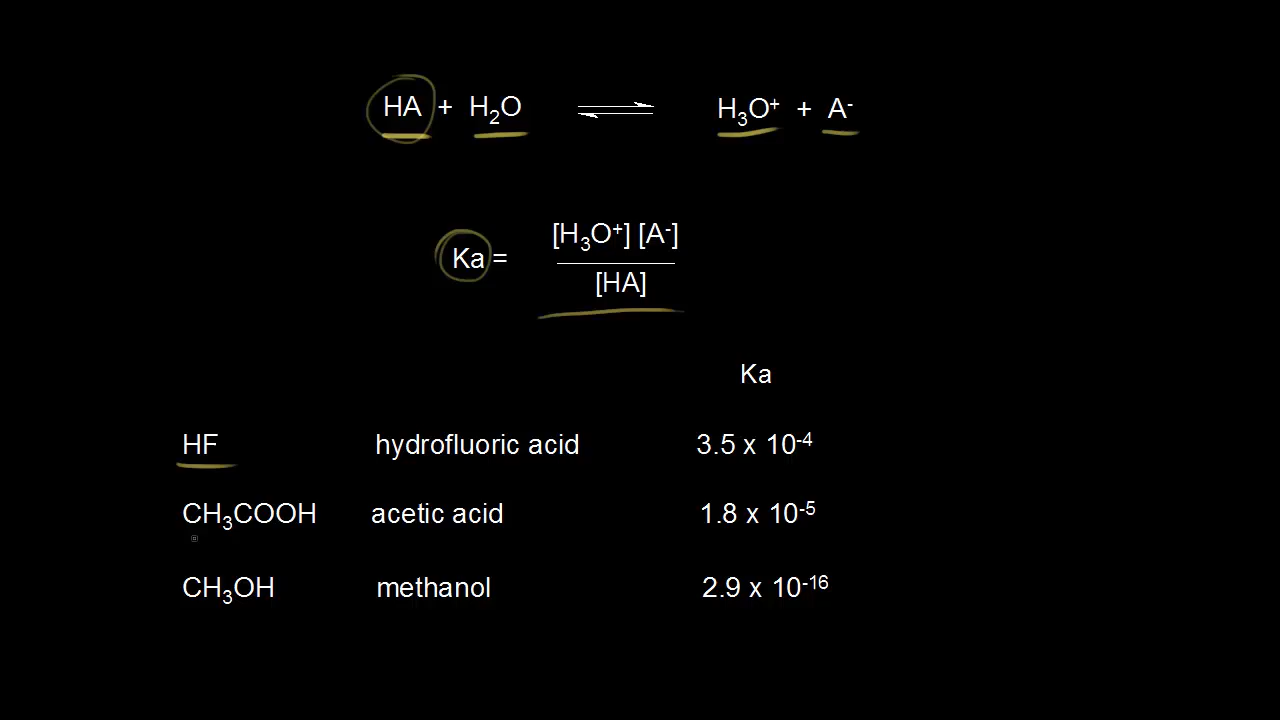 HA + H₂O ⇌ H₃O⁺ + A⁻
[H₃O⁺] [A⁻]
Ka =
[HA]
Ka
HF hydrofluoric acid 3.5 x 10⁻⁴
CH₃COOH acetic acid 1.8 x 10⁻⁵
CH₃OH methanol 2.9 x 10⁻¹⁶